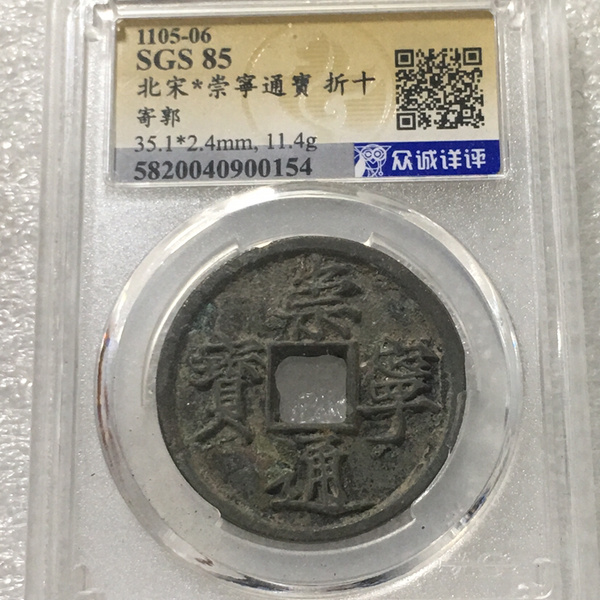 1105-06
SGS 85
北宋*崇寧通寶 折十
寄郭
35.1*2.4mm, 11.4g
5820040900154
众诚详评
崇
寧
通
寶